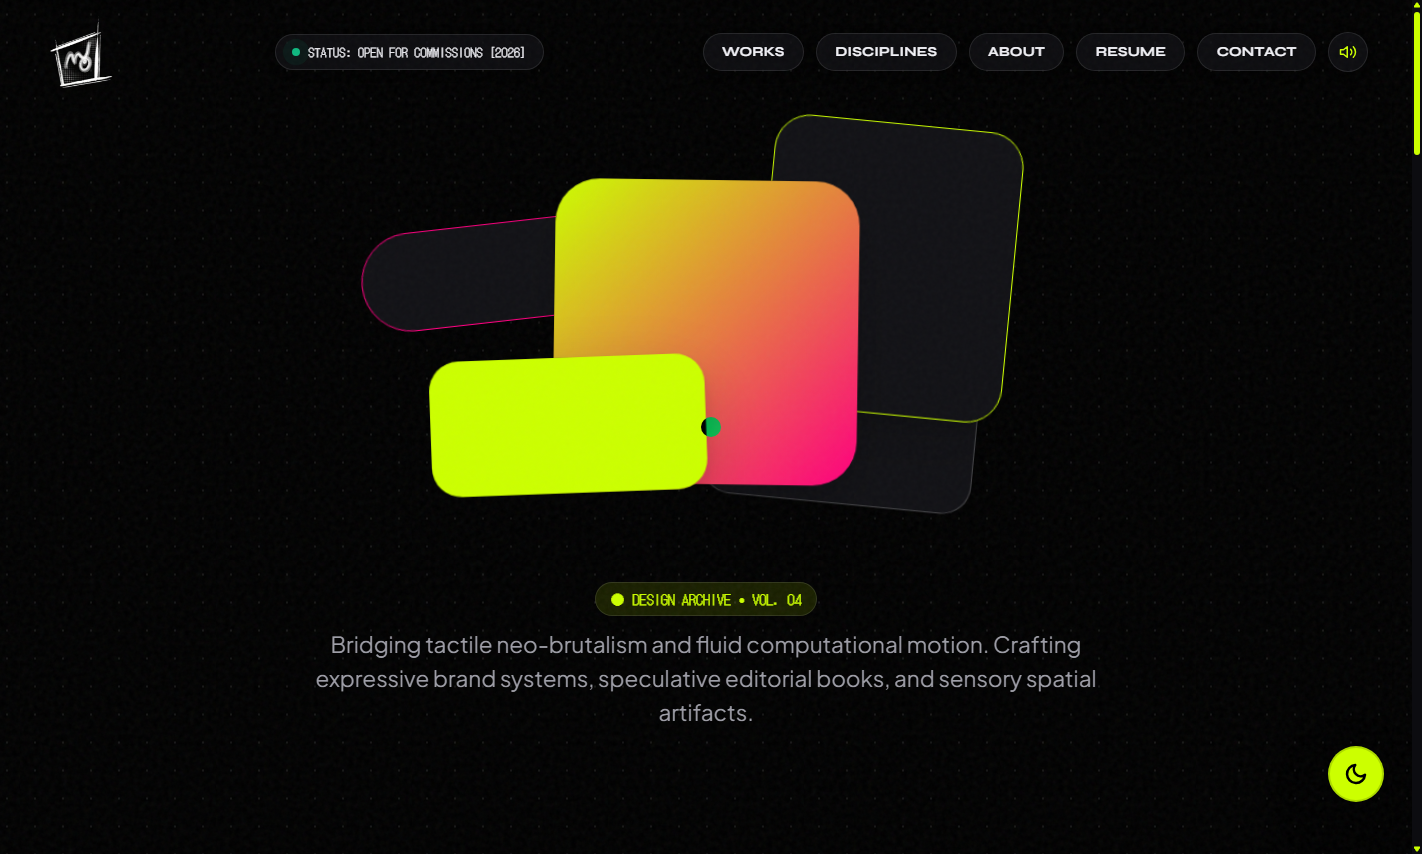 STATUS: OPEN FOR COMMISSIONS [2026]
WORKS
DISCIPLINES
ABOUT
RESUME
CONTACT
DESIGN ARCHIVE • VOL. 04
Bridging tactile neo-brutalism and fluid computational motion. Crafting
expressive brand systems, speculative editorial books, and sensory spatial
artifacts.